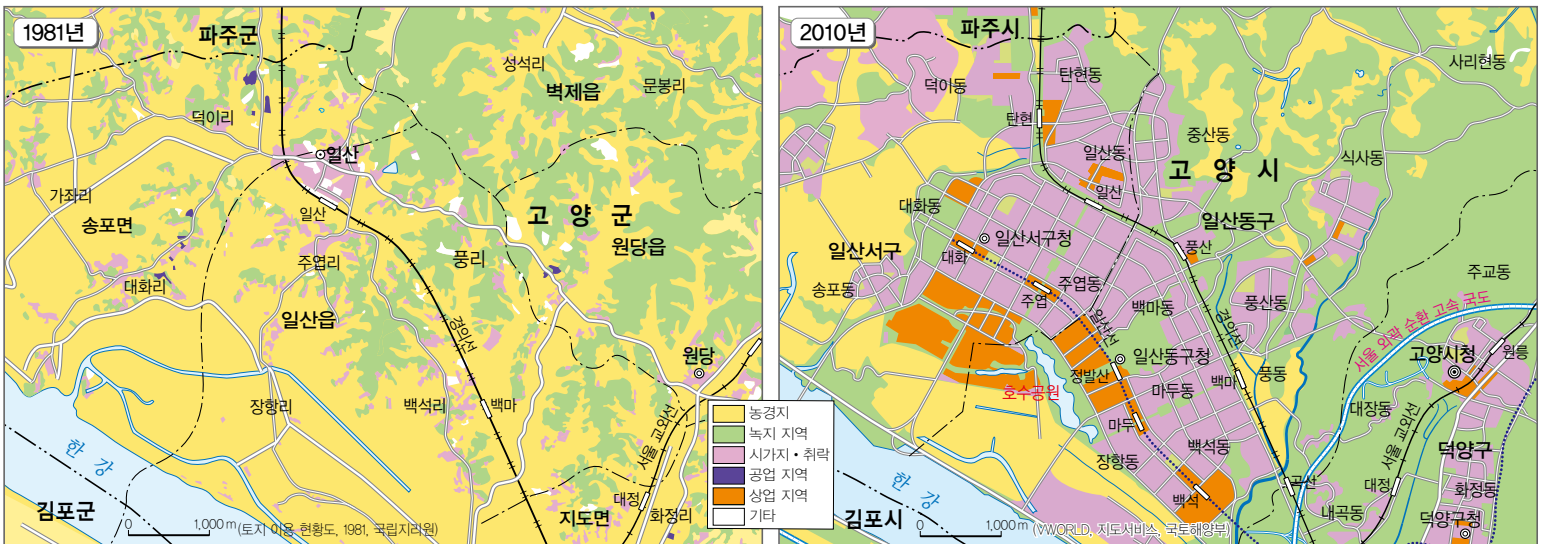 1981년
파주군
성석리
벽제읍
문봉리
덕이리
일산
가좌리
송포면
일산
고양군
원당읍
풍리
주엽리
대화리
일산읍
경의선
원당
장항리
백석리
백마
한강
서울 교외선
대정
김포군
지도면
화정리
0 1,000m (토지 이용 현황도, 1981, 국립지리원)
농경지
녹지 지역
시가지・취락
공업 지역
상업 지역
기타
2010년
파주시
사리현동
덕이동
탄현동
탄현
중산동
일산동
식사동
고양시
일산
대화동
일산동구
일산서구청
일산서구
대화
풍산
주교동
송포동
주엽동
주엽
풍산동
백마동
서울 외곽 순환 고속 국도
일산선
경의선
일산동구청
고양시청
원릉
정발산
풍동
호수공원
마두동
백마
대장동
마두
서울 교외선
백석동
덕양구
장항동
한강
곡산
대정
화정동
백석
김포시
내곡동
덕양구청
0 1,000m (VWORLD, 지도서비스, 국토해양부)